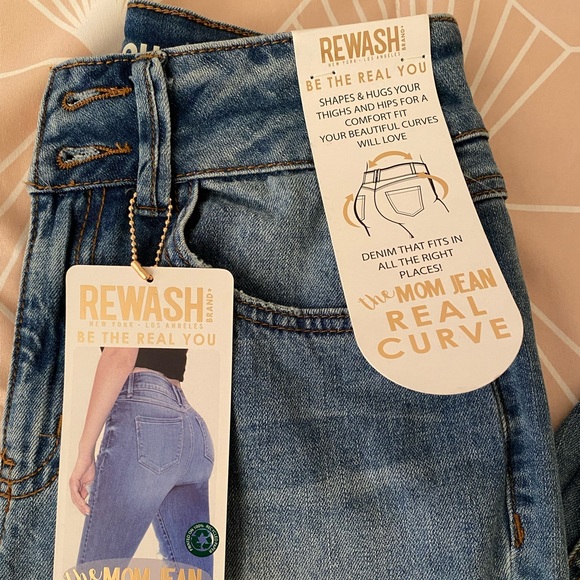 REWASH BRAND+
NEW YORK - LOS ANGELES
BE THE REAL YOU
SHAPES & HUGS YOUR
THIGHS AND HIPS FOR A
COMFORT FIT
YOUR BEAUTIFUL CURVES
WILL LOVE
DENIM THAT FITS IN
ALL THE RIGHT
PLACES!
the MOM JEAN
REAL
CURVE
REWASH BRAND+
NEW YORK - LOS ANGELES
BE THE REAL YOU
the MOM JEAN